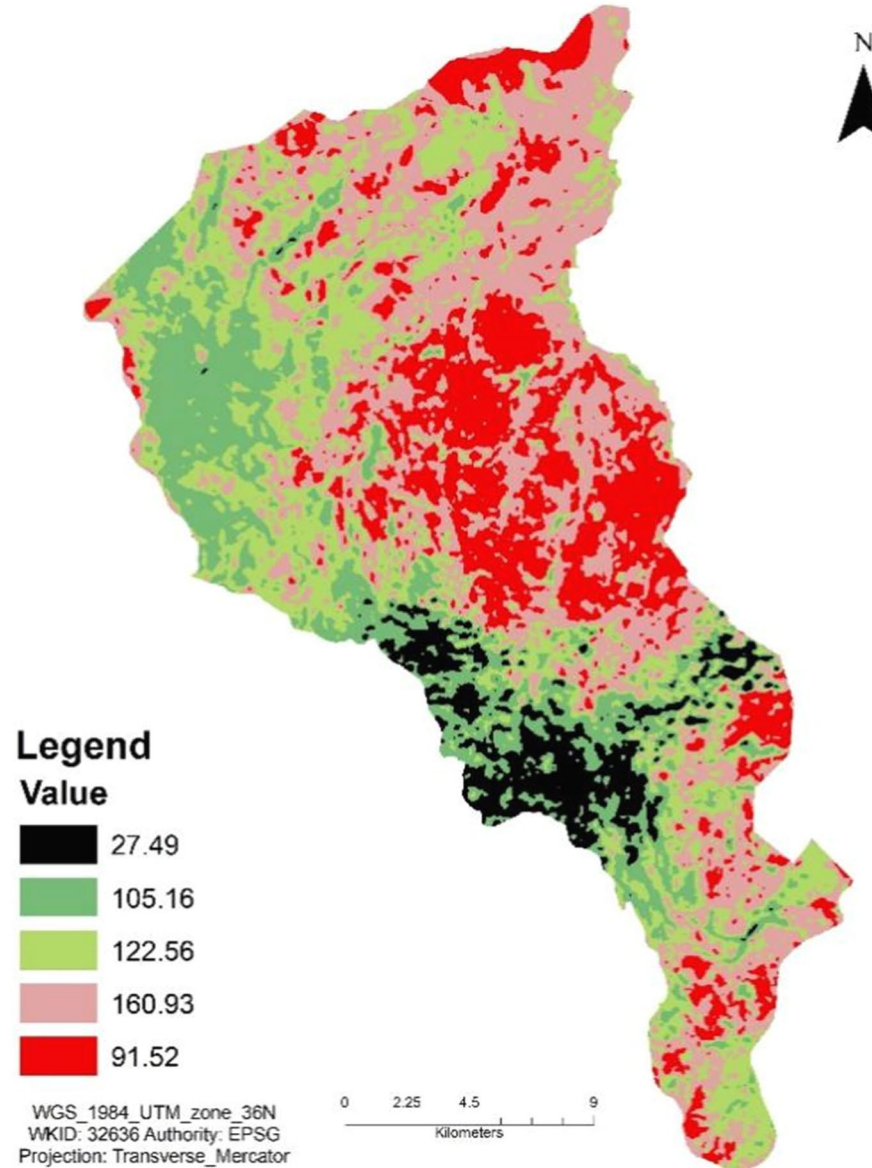 N
Legend
Value
27.49
105.16
122.56
160.93
91.52
WGS_1984_UTM_zone_36N
WKID: 32636 Authority: EPSG
Projection: Transverse_Mercator
0 2.25 4.5 9
Kilometers